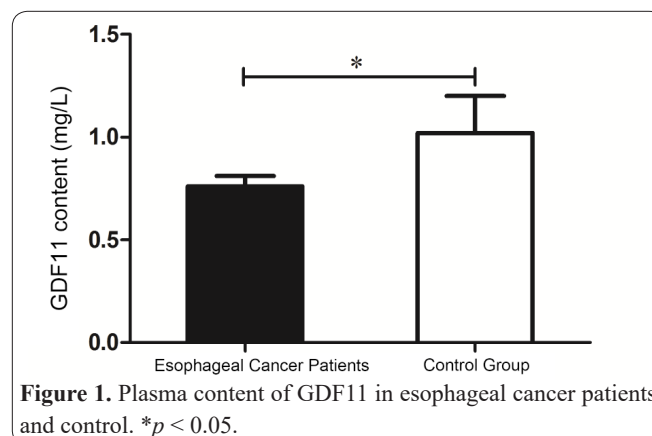 1.5
*
1.0
0.5
0.0
GDF11 content (mg/L)
Esophageal Cancer Patients Control Group
Figure 1. Plasma content of GDF11 in esophageal cancer patients
and control. *p < 0.05.